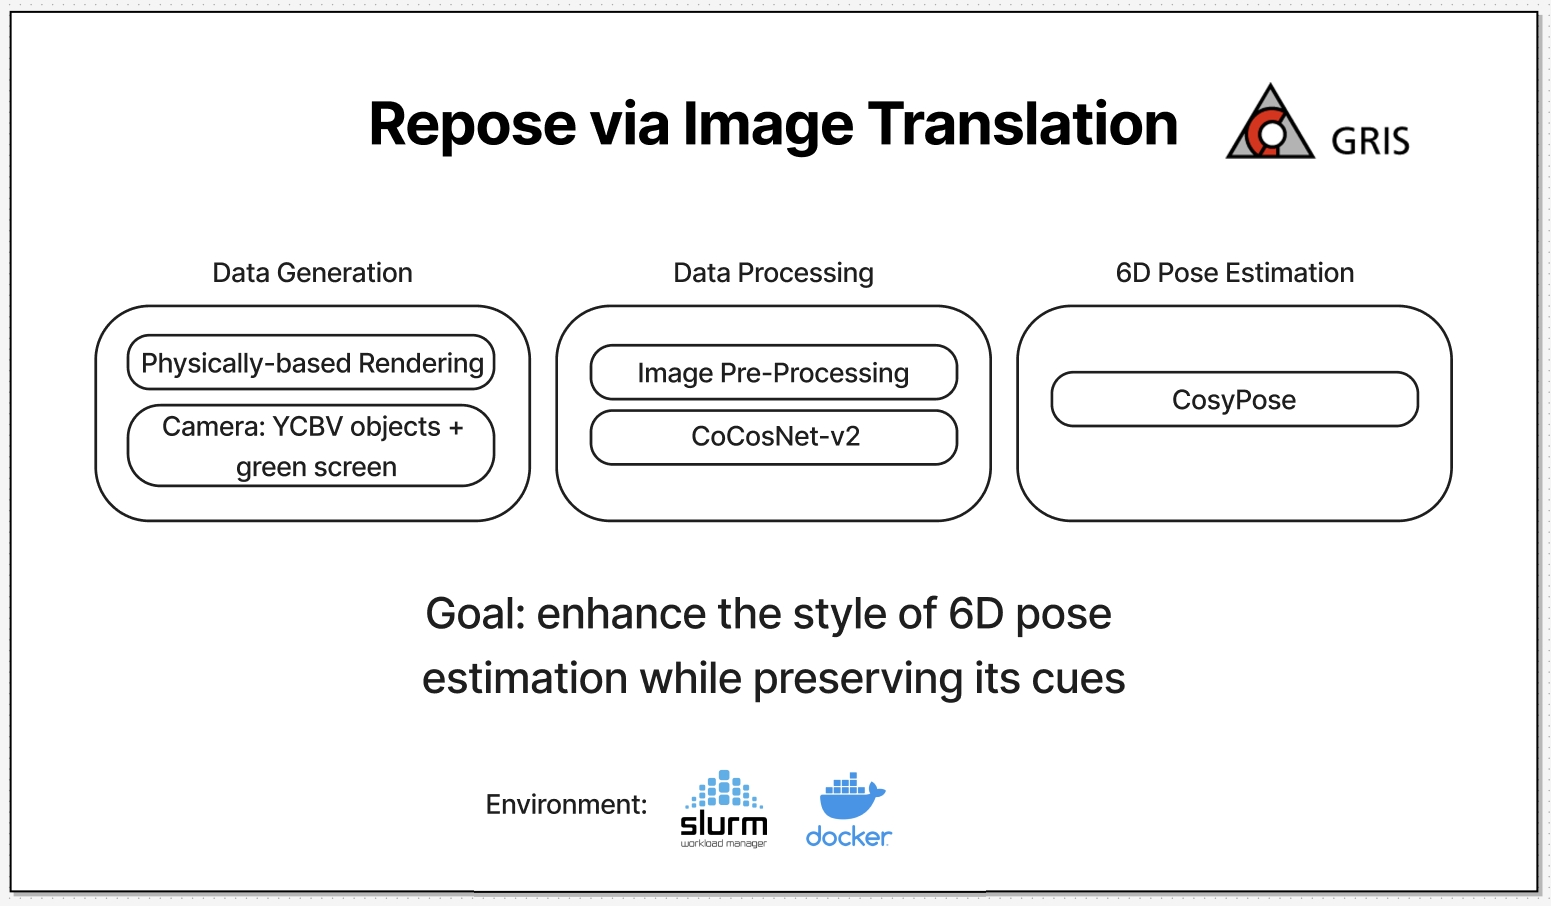 Repose via Image Translation
GRIS
Data Generation
Physically-based Rendering
Camera: YCBV objects +
green screen
Data Processing
Image Pre-Processing
CoCosNet-v2
6D Pose Estimation
CosyPose
Goal: enhance the style of 6D pose
estimation while preserving its cues
Environment:
slurm
workload manager
docker